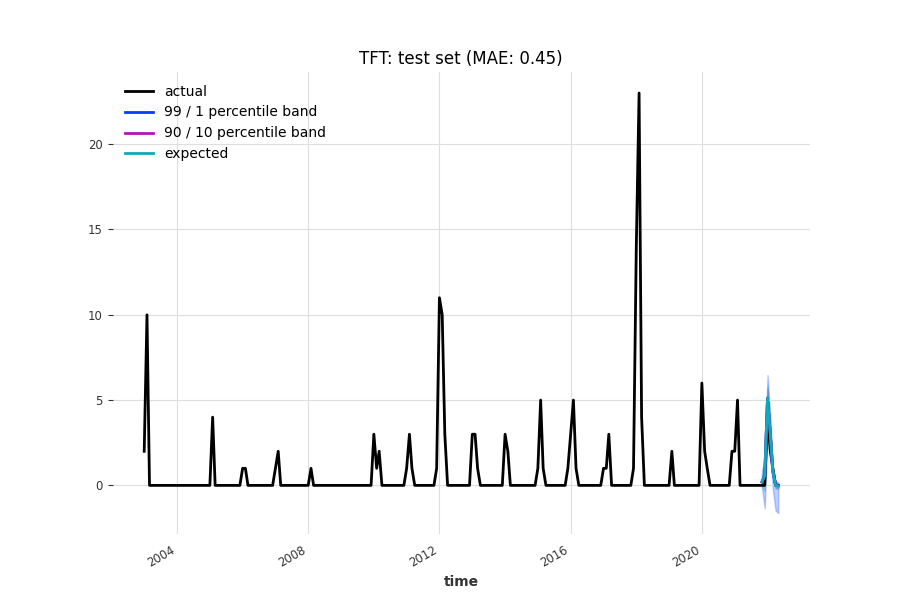 TFT: test set (MAE: 0.45)
actual
99 / 1 percentile band
90 / 10 percentile band
expected
20
15
10
5
0
2004
2008
2012
2016
2020
time